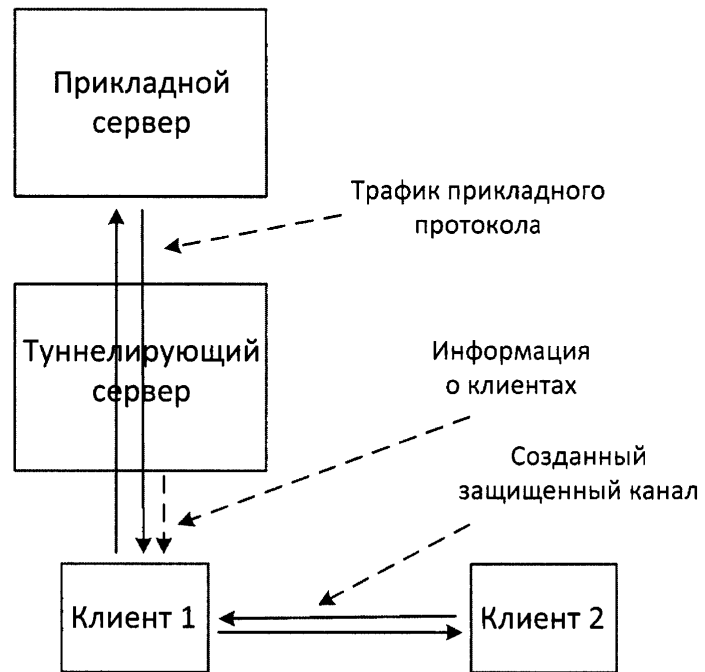 Прикладной
сервер
Трафик прикладного
протокола
Туннелирующий
сервер
Информация
о клиентах
Созданный
защищенный канал
Клиент 1
Клиент 2